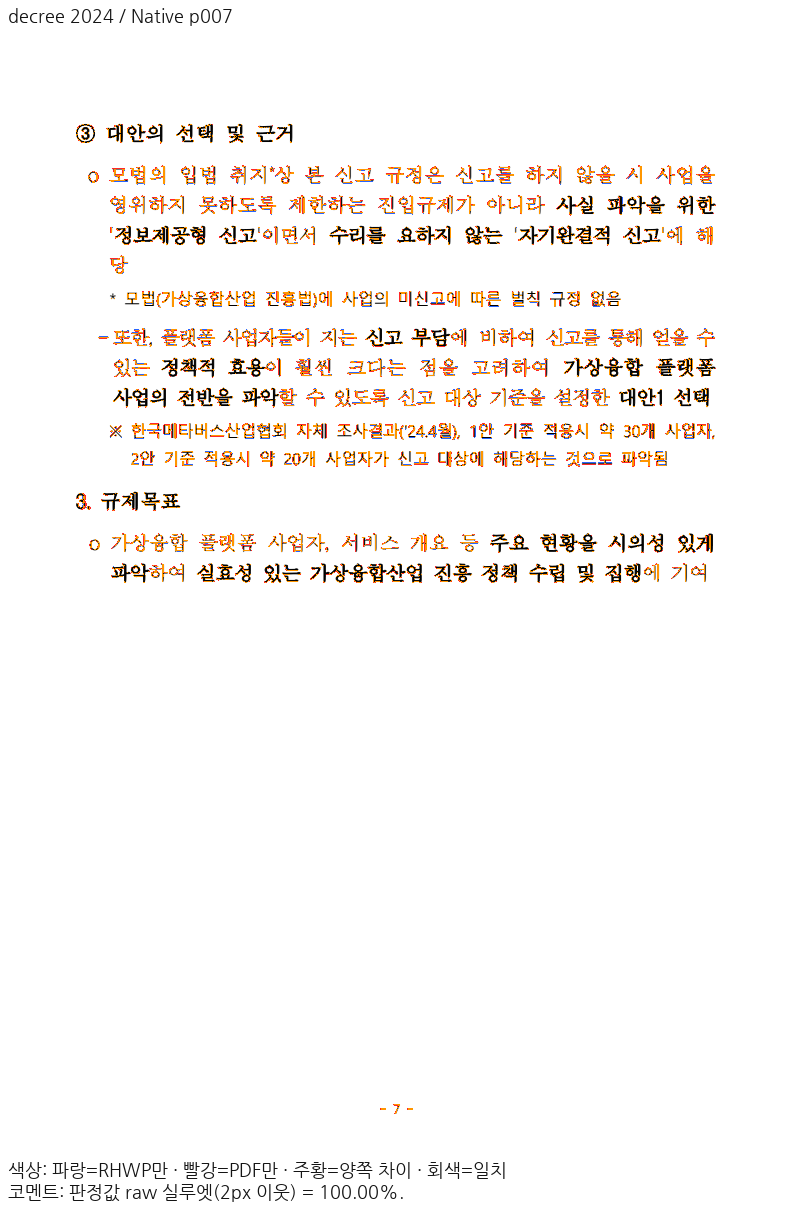 decree 2024 / Native p007
③ 대안의 선택 및 근거
ㅇ 모법의 입법 취지*상 본 신고 규정은 신고를 하지 않을 시 사업을
영위하지 못하도록 제한하는 진입규제가 아니라 사실 파악을 위한
'정보제공형 신고'이면서 수리를 요하지 않는 '자기완결적 신고'에 해
당
* 모법(가상융합산업 진흥법)에 사업의 미신고에 따른 벌칙 규정 없음
- 또한, 플랫폼 사업자들이 지는 신고 부담에 비하여 신고를 통해 얻을 수
있는 정책적 효용이 훨씬 크다는 점을 고려하여 가상융합 플랫폼
사업의 전반을 파악할 수 있도록 신고 대상 기준을 설정한 대안1 선택
※ 한국메타버스산업협회 자체 조사결과('24.4월), 1안 기준 적용시 약 30개 사업자,
2안 기준 적용시 약 20개 사업자가 신고 대상에 해당하는 것으로 파악됨
3. 규제목표
ㅇ 가상융합 플랫폼 사업자, 서비스 개요 등 주요 현황을 시의성 있게
파악하여 실효성 있는 가상융합산업 진흥 정책 수립 및 집행에 기여
- 7 -
색상: 파랑=RHWP만 · 빨강=PDF만 · 주황=양쪽 차이 · 회색=일치
코멘트: 판정값 raw 실루엣(2px 이웃) = 100.00%.